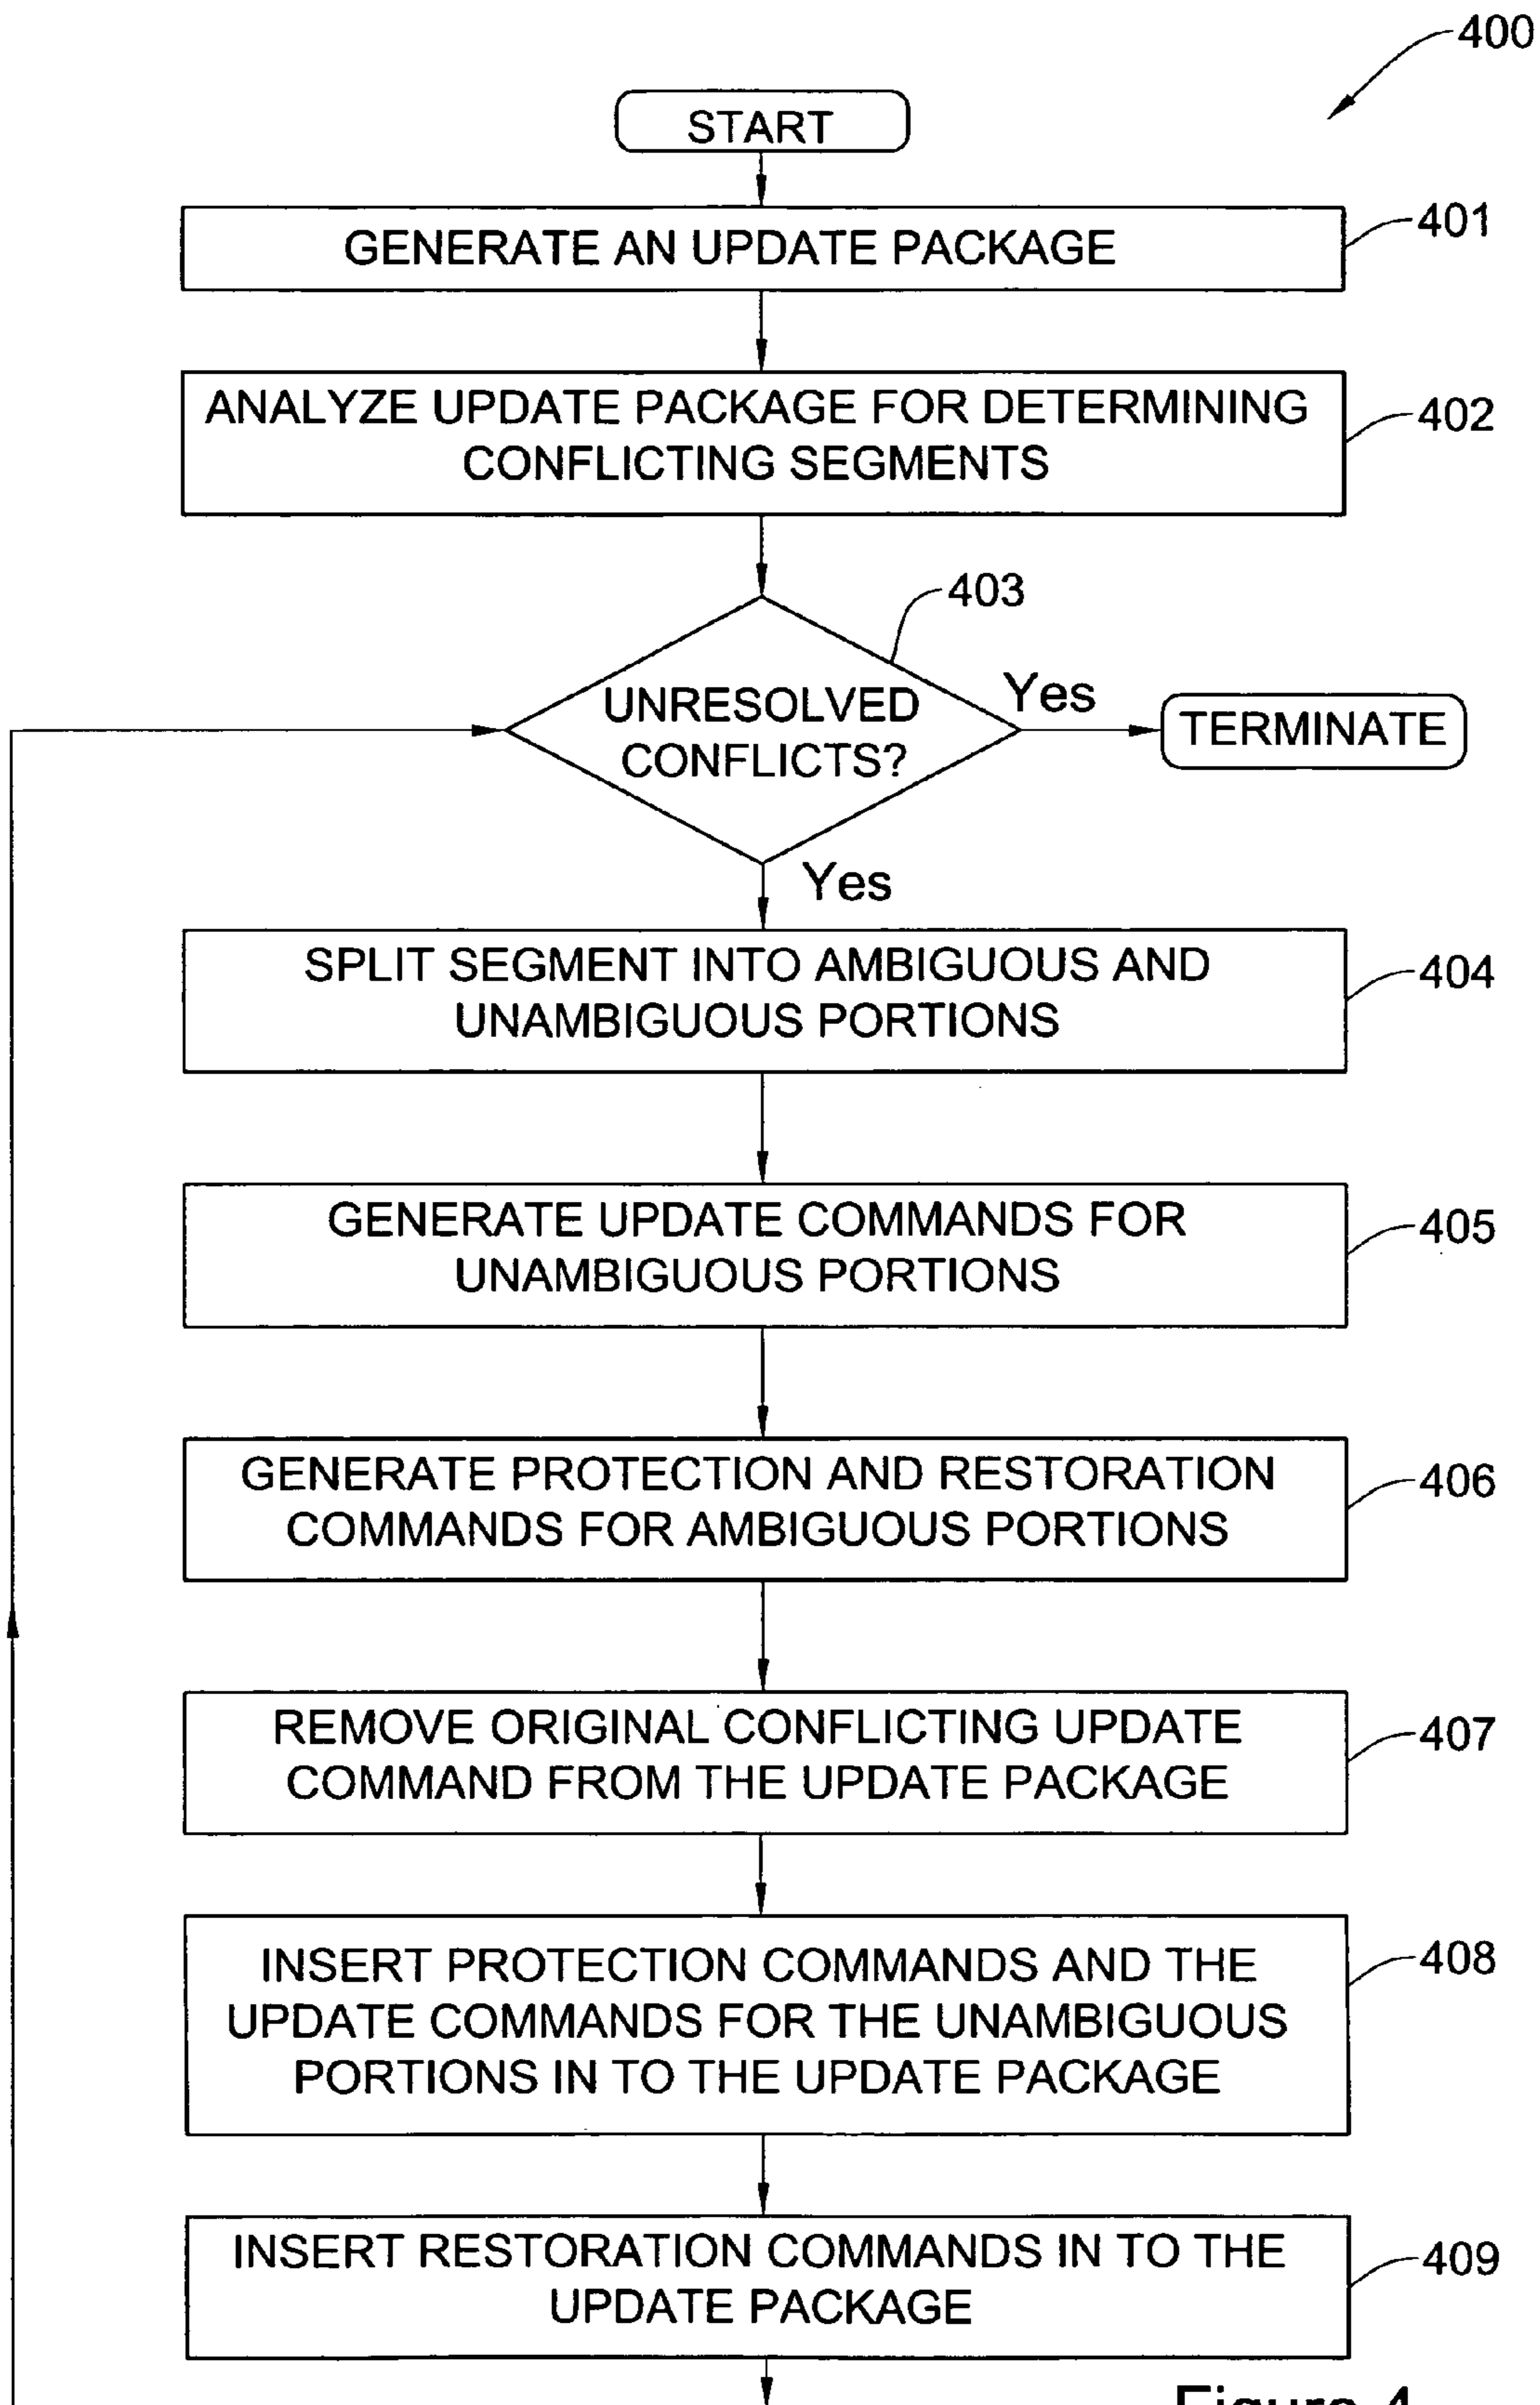 400
START
GENERATE AN UPDATE PACKAGE
401
ANALYZE UPDATE PACKAGE FOR DETERMINING
CONFLICTING SEGMENTS
402
403
UNRESOLVED
CONFLICTS?
Yes
TERMINATE
Yes
SPLIT SEGMENT INTO AMBIGUOUS AND
UNAMBIGUOUS PORTIONS
404
GENERATE UPDATE COMMANDS FOR
UNAMBIGUOUS PORTIONS
405
GENERATE PROTECTION AND RESTORATION
COMMANDS FOR AMBIGUOUS PORTIONS
406
REMOVE ORIGINAL CONFLICTING UPDATE
COMMAND FROM THE UPDATE PACKAGE
407
INSERT PROTECTION COMMANDS AND THE
UPDATE COMMANDS FOR THE UNAMBIGUOUS
PORTIONS IN TO THE UPDATE PACKAGE
408
INSERT RESTORATION COMMANDS IN TO THE
UPDATE PACKAGE
409
Figure 4